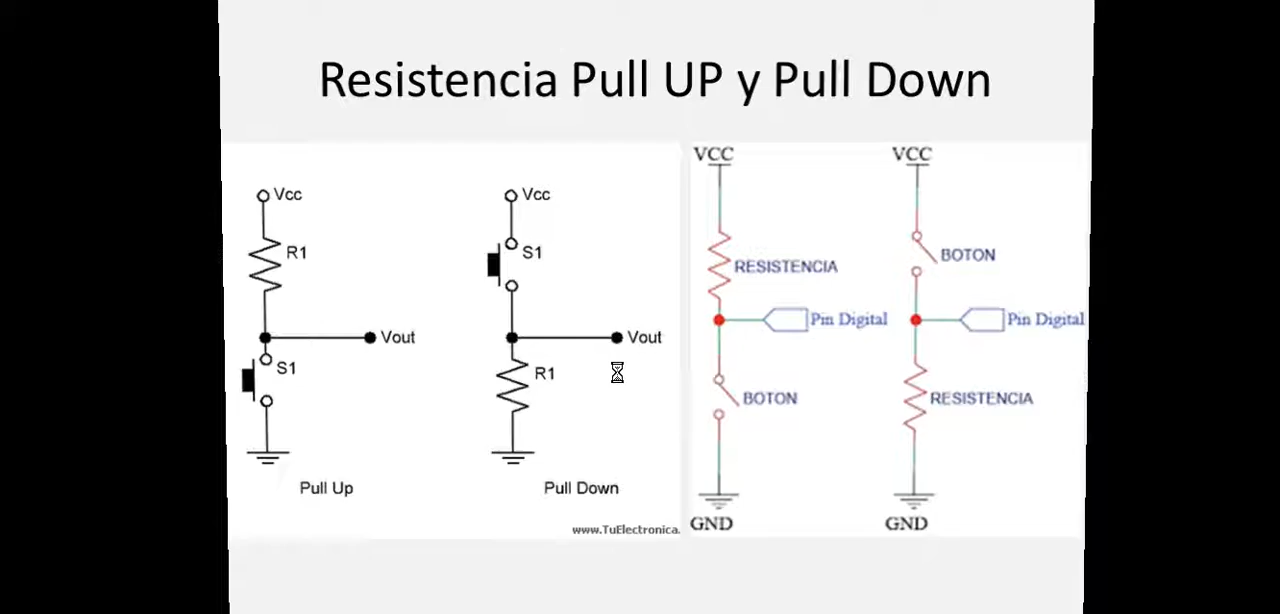 Resistencia Pull UP y Pull Down
Vcc
R1
Vout
S1
Pull Up
Vcc
S1
Vout
R1
Pull Down
www.TuElectronica.
VCC
RESISTENCIA
Pin Digital
BOTON
GND
VCC
BOTON
Pin Digital
RESISTENCIA
GND